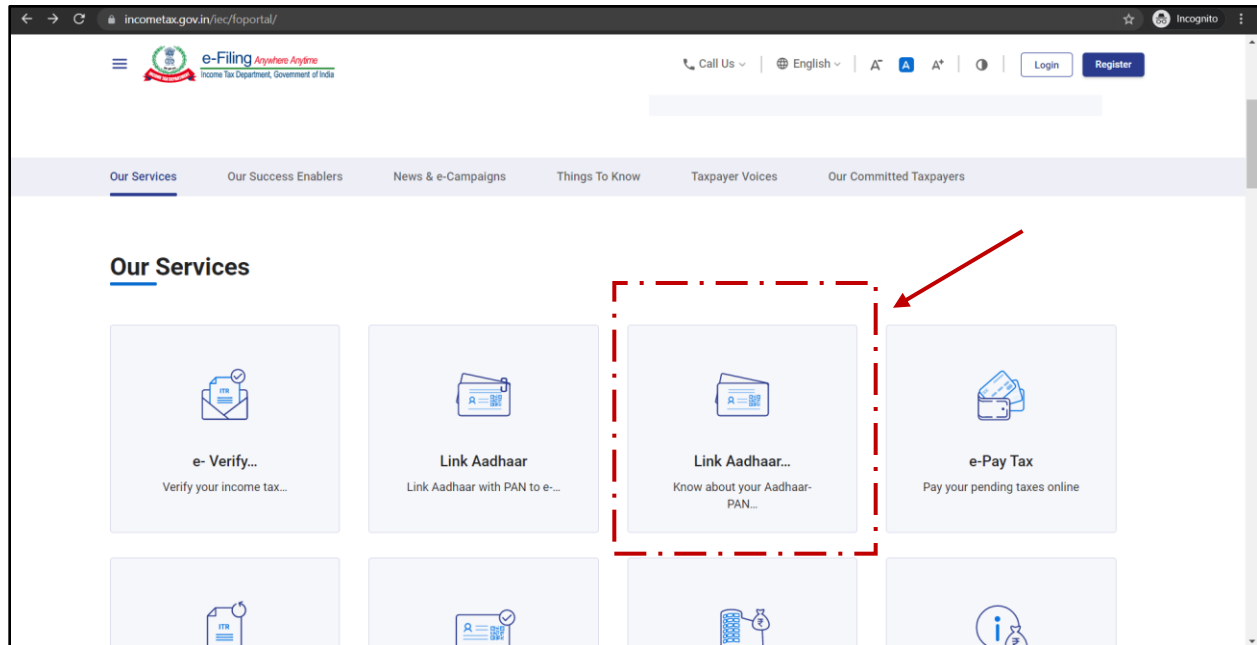 incometax.gov.in/iec/foportal/
Incognito
e-Filing Anywhere Anytime
Income Tax Department, Government of India
Call Us
English
A-
A
A+
Login
Register
Our Services
Our Success Enablers
News & e-Campaigns
Things To Know
Taxpayer Voices
Our Committed Taxpayers
Our Services
ITR
e- Verify...
Verify your income tax...
Link Aadhaar
Link Aadhaar with PAN to e-...
Link Aadhaar...
Know about your Aadhaar-
PAN...
e-Pay Tax
Pay your pending taxes online
ITR
₹
i
₹